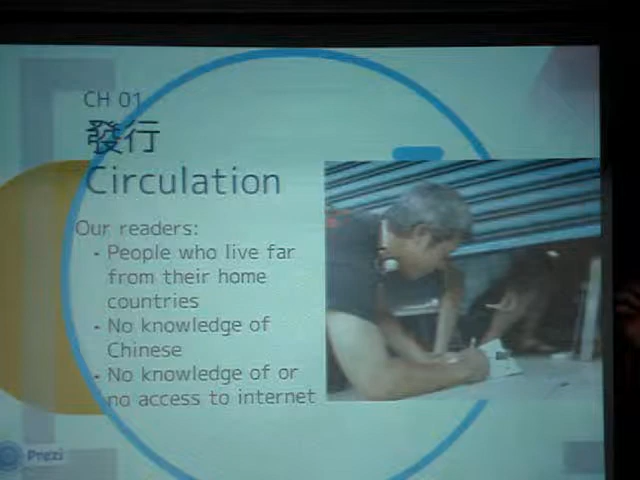 CH 01
發行
Circulation
Our readers:
- People who live far
from their home
countries
- No knowledge of
Chinese
- No knowledge of or
no access to internet
Prezi